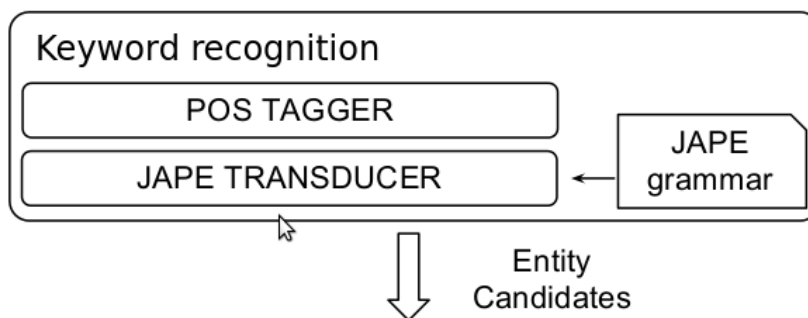 Keyword recognition
POS TAGGER
JAPE TRANSDUCER
JAPE
grammar
Entity
Candidates